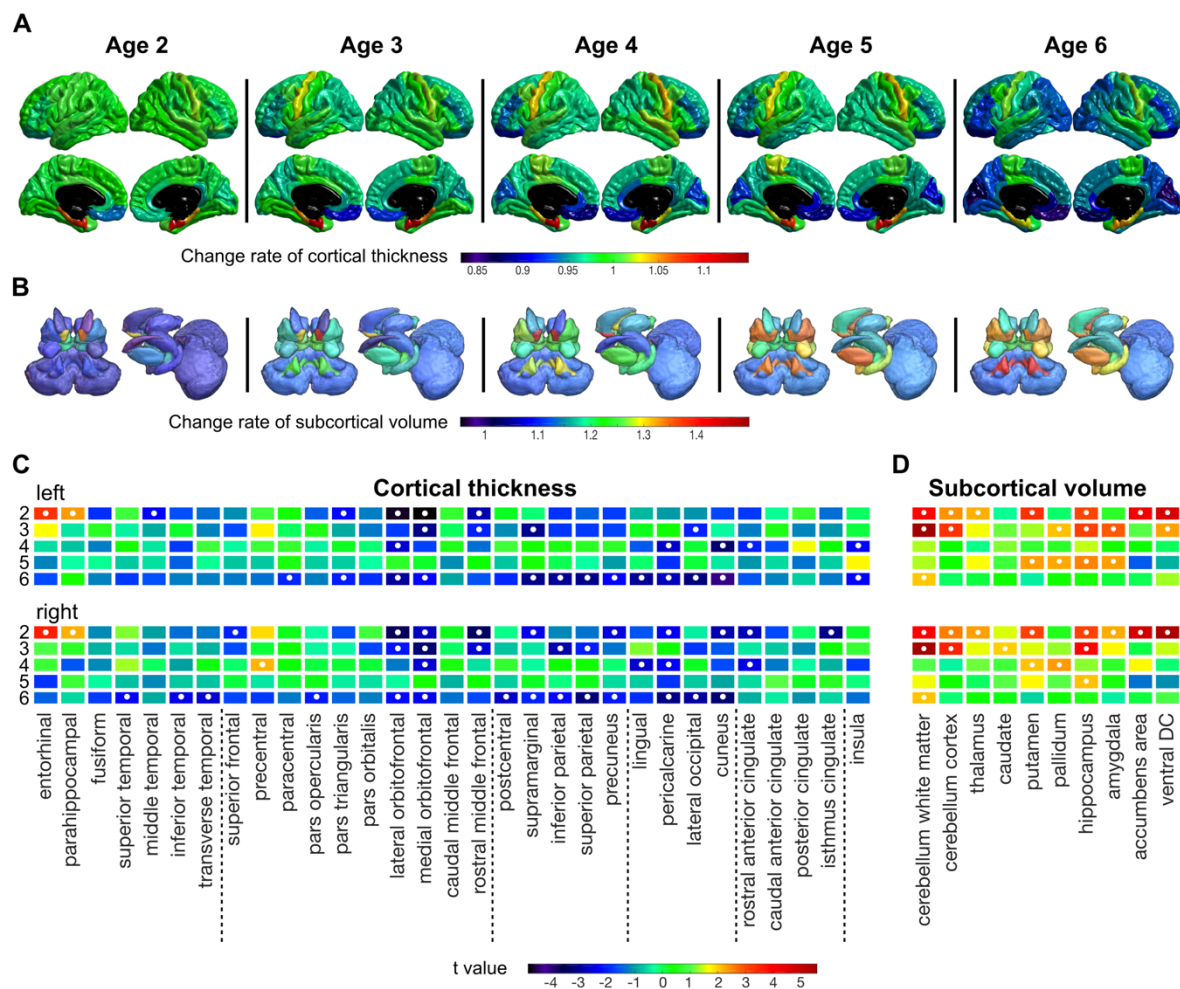 A
Age 2 Age 3 Age 4 Age 5 Age 6
Change rate of cortical thickness
0.85 0.9 0.95 1 1.05 1.1
B
Change rate of subcortical volume
1 1.1 1.2 1.3 1.4
C
Cortical thickness
left
2
3
4
5
6
right
2
3
4
5
6
entorhinal
parahippocampal
fusiform
superior temporal
middle temporal
inferior temporal
transverse temporal
superior frontal
precentral
paracentral
pars opercularis
pars triangularis
pars orbitalis
lateral orbitofrontal
medial orbitofrontal
caudal middle frontal
rostral middle frontal
postcentral
supramarginal
inferior parietal
superior parietal
precuneus
lingual
pericalcarine
lateral occipital
cuneus
rostral anterior cingulate
caudal anterior cingulate
posterior cingulate
isthmus cingulate
insula
D
Subcortical volume
cerebellum white matter
cerebellum cortex
thalamus
caudate
putamen
pallidum
hippocampus
amygdala
accumbens area
ventral DC
t value
-4 -3 -2 -1 0 1 2 3 4 5